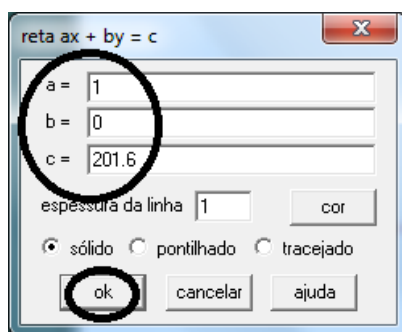 reta ax + by = c
a = 1
b = 0
c = 201.6
espessura da linha 1 cor
sólido pontilhado tracejado
ok cancelar ajuda